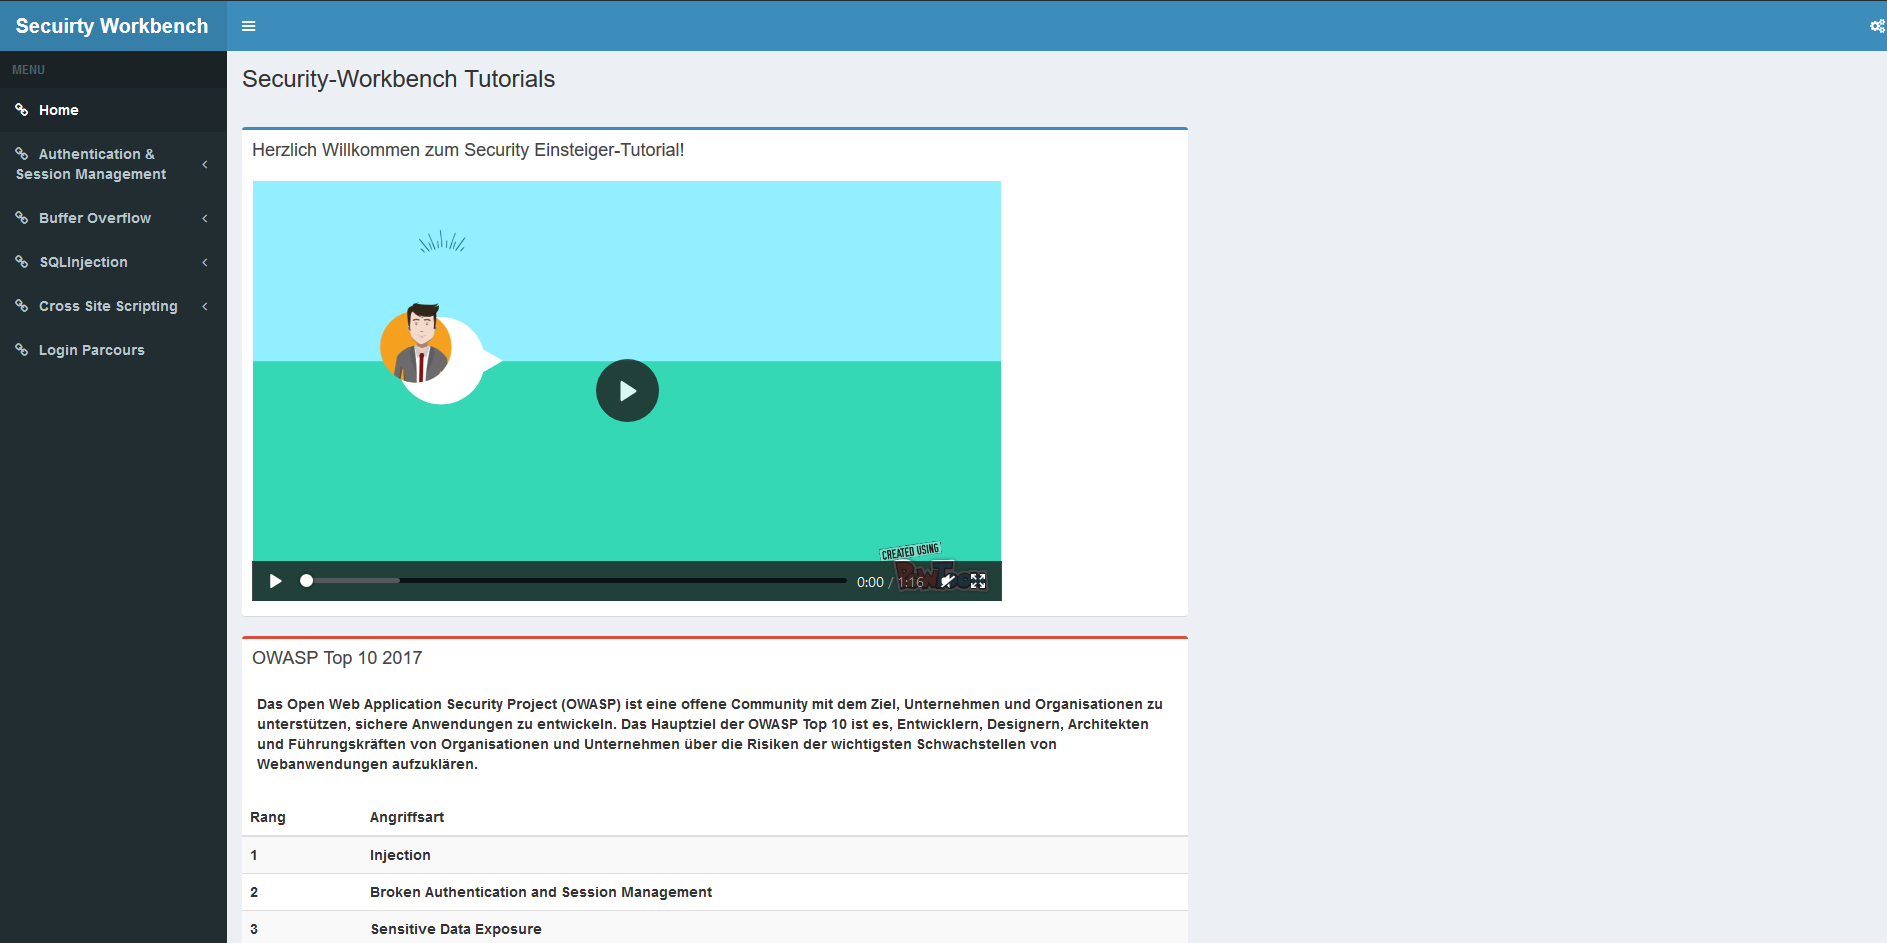 Secuirty Workbench
MENU
Home
Authentication &
Session Management
Buffer Overflow
SQLInjection
Cross Site Scripting
Login Parcours
Security-Workbench Tutorials
Herzlich Willkommen zum Security Einsteiger-Tutorial!
CREATED USING
PowToon
0:00 / 1:16
OWASP Top 10 2017
Das Open Web Application Security Project (OWASP) ist eine offene Community mit dem Ziel, Unternehmen und Organisationen zu
unterstützen, sichere Anwendungen zu entwickeln. Das Hauptziel der OWASP Top 10 ist es, Entwicklern, Designern, Architekten
und Führungskräften von Organisationen und Unternehmen über die Risiken der wichtigsten Schwachstellen von
Webanwendungen aufzuklären.
Rang Angriffsart
1 Injection
2 Broken Authentication and Session Management
3 Sensitive Data Exposure